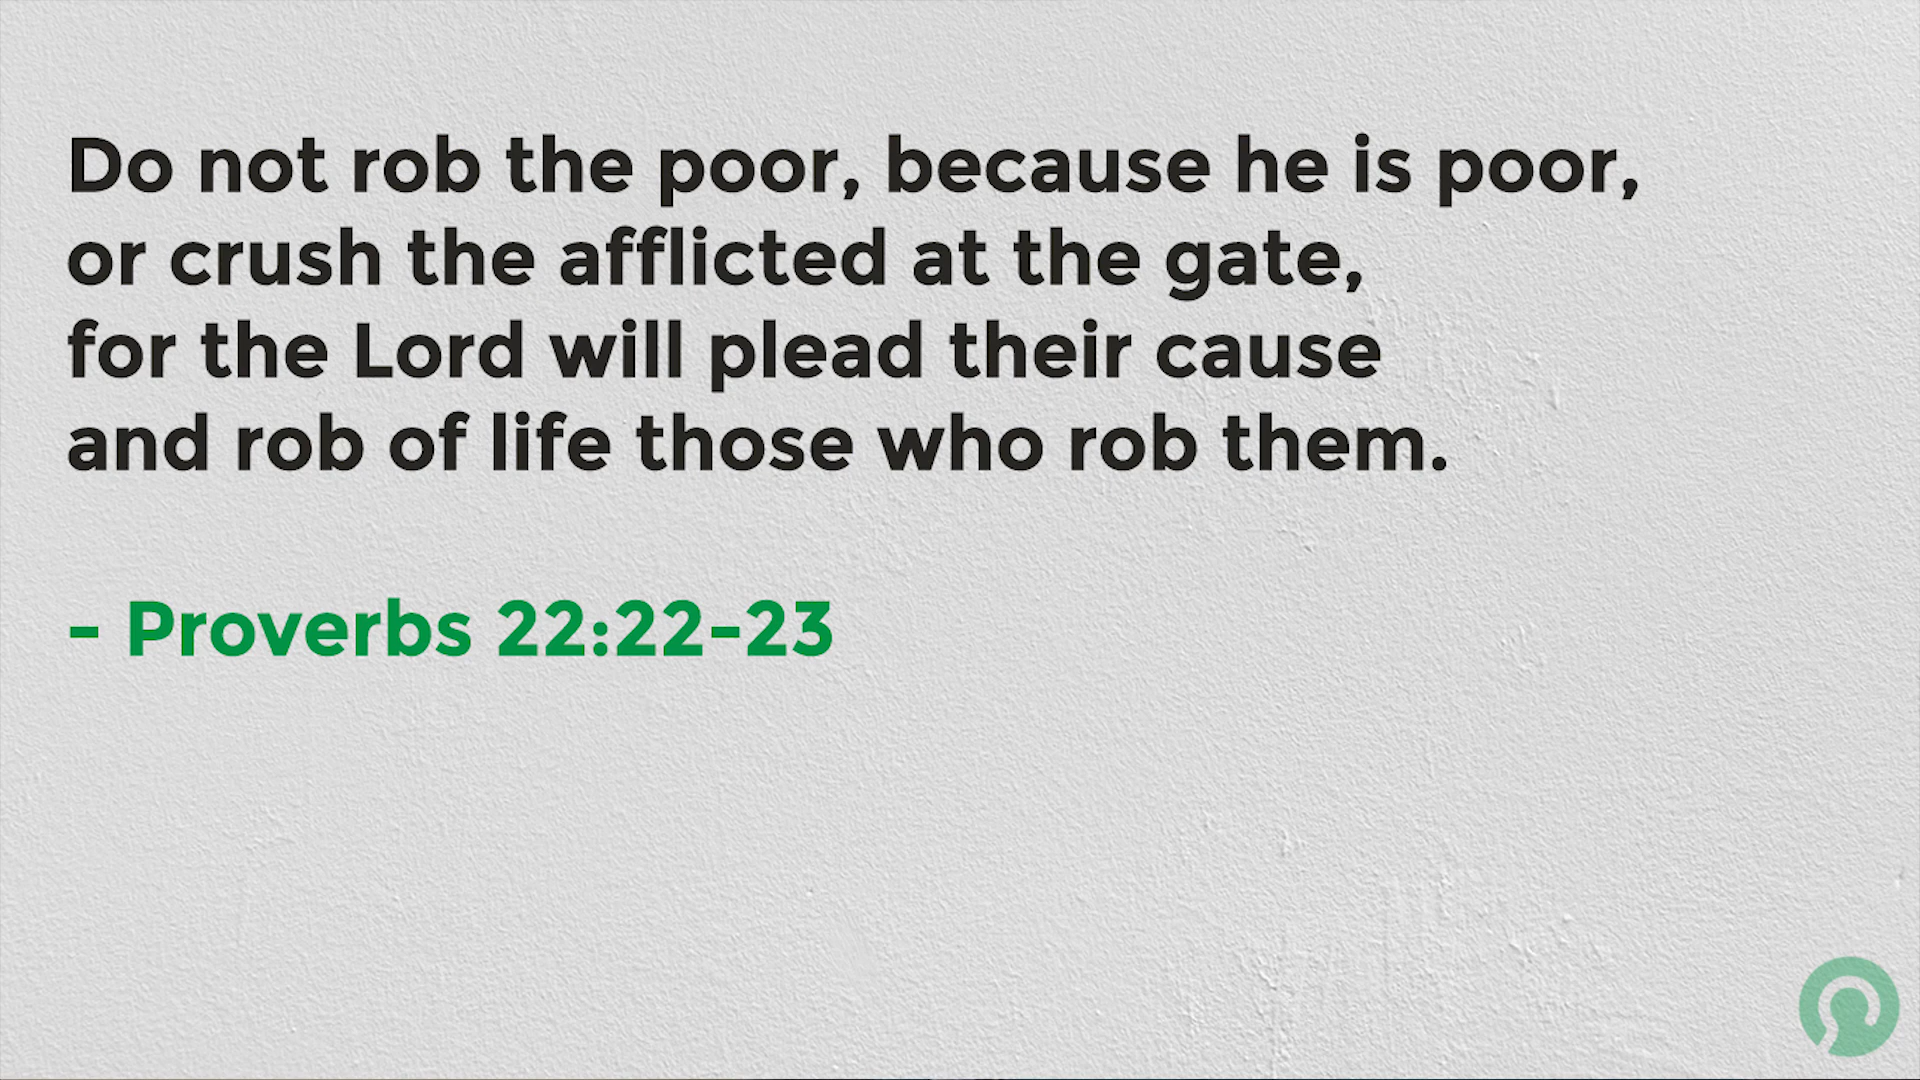 Do not rob the poor, because he is poor,
or crush the afflicted at the gate,
for the Lord will plead their cause
and rob of life those who rob them.
- Proverbs 22:22-23